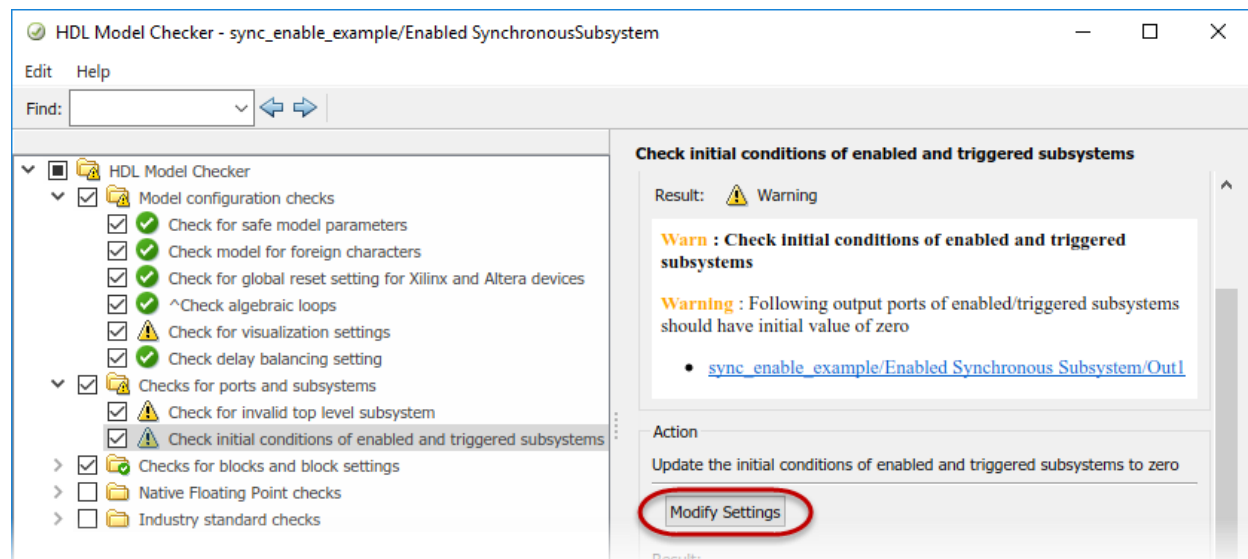 HDL Model Checker - sync_enable_example/Enabled SynchronousSubsystem
Edit Help
Find:
HDL Model Checker
Model configuration checks
Check for safe model parameters
Check model for foreign characters
Check for global reset setting for Xilinx and Altera devices
^Check algebraic loops
Check for visualization settings
Check delay balancing setting
Checks for ports and subsystems
Check for invalid top level subsystem
Check initial conditions of enabled and triggered subsystems
Checks for blocks and block settings
Native Floating Point checks
Industry standard checks
Check initial conditions of enabled and triggered subsystems
Result: Warning
Warn : Check initial conditions of enabled and triggered
subsystems
Warning : Following output ports of enabled/triggered subsystems
should have initial value of zero
• sync_enable_example/Enabled Synchronous Subsystem/Out1
Action
Update the initial conditions of enabled and triggered subsystems to zero
Modify Settings
Result: